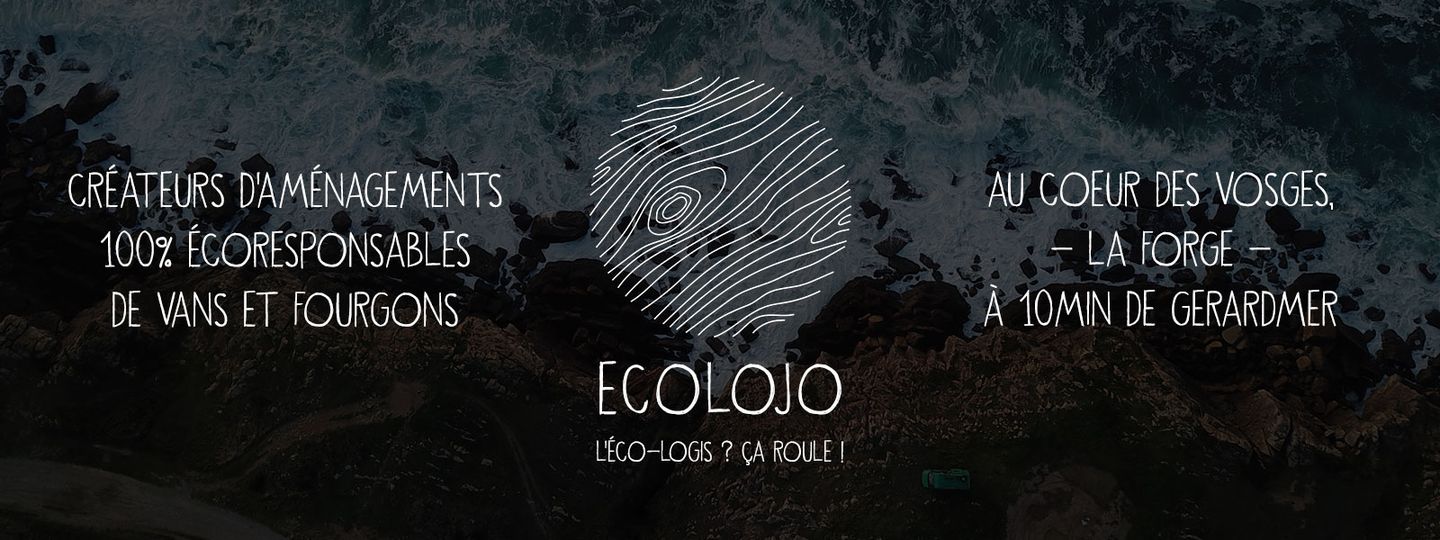 CRÉATEURS D'AMÉNAGEMENTS
100% ÉCORESPONSABLES
DE VANS ET FOURGONS
ECOLOJO
L'ÉCO-LOGIS ? ÇA ROULE !
AU COEUR DES VOSGES,
- LA FORGE -
À 10MIN DE GERARDMER